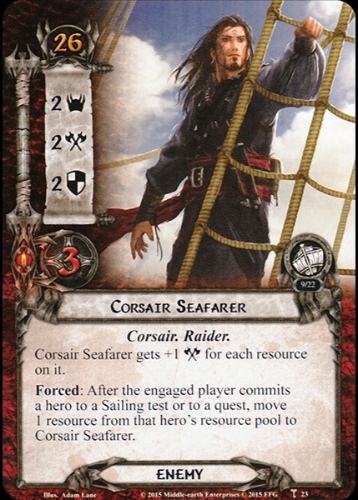 26
2
2
2
3
9/22
Corsair Seafarer
Corsair. Raider.
Corsair Seafarer gets +1 for each resource
on it.
Forced: After the engaged player commits
a hero to a Sailing test or to a quest, move
1 resource from that hero's resource pool to
Corsair Seafarer.
ENEMY
Illus. Adam Lane © 2015 Middle-earth Enterprises © 2015 FFG 23